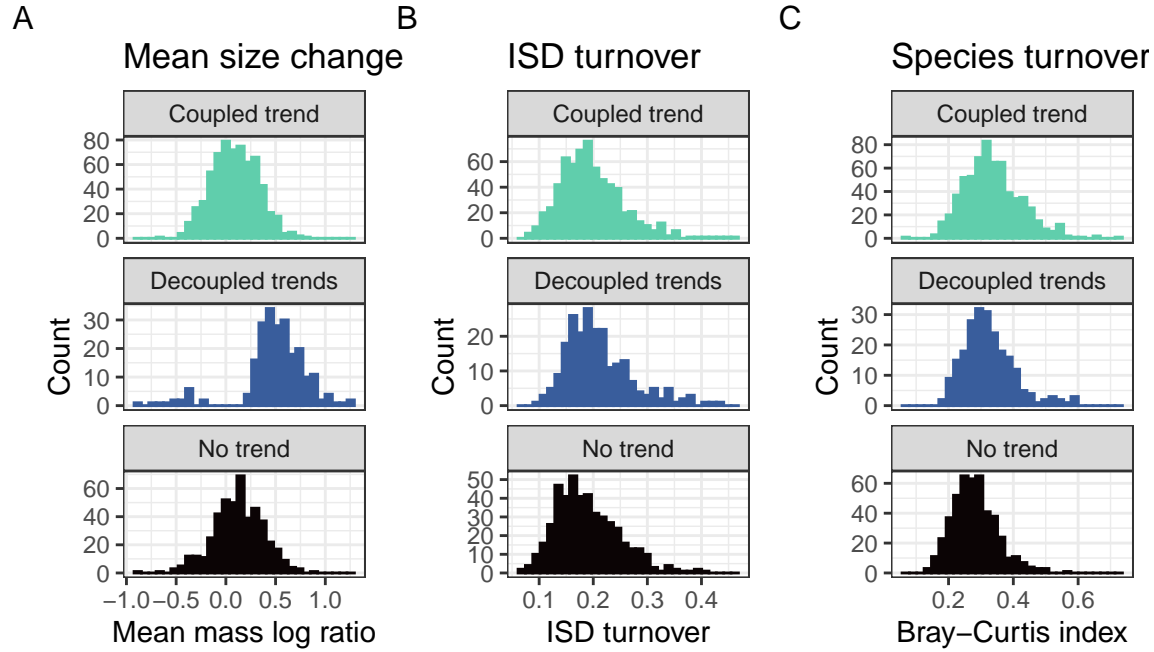 A
Mean size change
Coupled trend
80
60
40
20
0
Decoupled trends
30
20
10
0
No trend
60
40
20
0
Count
−1.0 −0.5 0.0 0.5 1.0
Mean mass log ratio
B
ISD turnover
Coupled trend
60
40
20
0
Decoupled trends
20
10
0
No trend
50
40
30
20
10
0
Count
0.1 0.2 0.3 0.4
ISD turnover
C
Species turnover
Coupled trend
80
60
40
20
0
Decoupled trends
30
20
10
0
No trend
60
40
20
0
Count
0.2 0.4 0.6
Bray−Curtis index